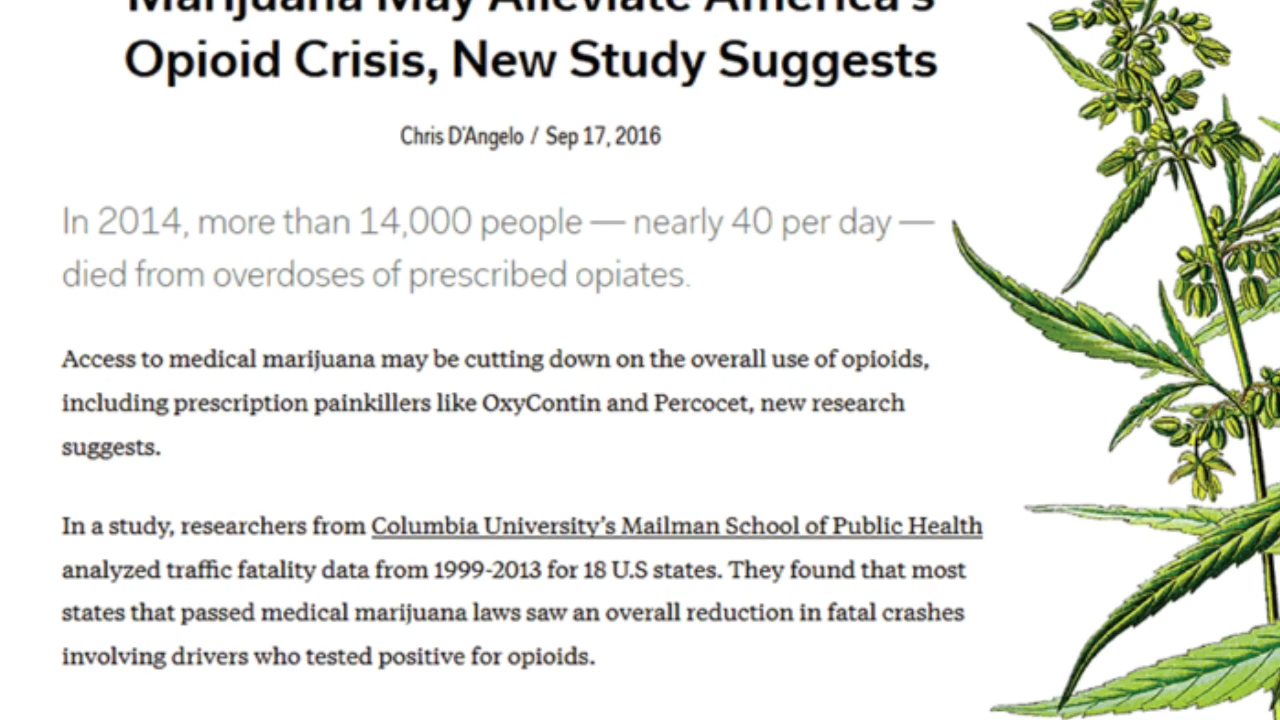 Marijuana May Alleviate America's
Opioid Crisis, New Study Suggests
Chris D'Angelo / Sep 17, 2016
In 2014, more than 14,000 people — nearly 40 per day —
died from overdoses of prescribed opiates.
Access to medical marijuana may be cutting down on the overall use of opioids,
including prescription painkillers like OxyContin and Percocet, new research
suggests.
In a study, researchers from Columbia University’s Mailman School of Public Health
analyzed traffic fatality data from 1999-2013 for 18 U.S states. They found that most
states that passed medical marijuana laws saw an overall reduction in fatal crashes
involving drivers who tested positive for opioids.